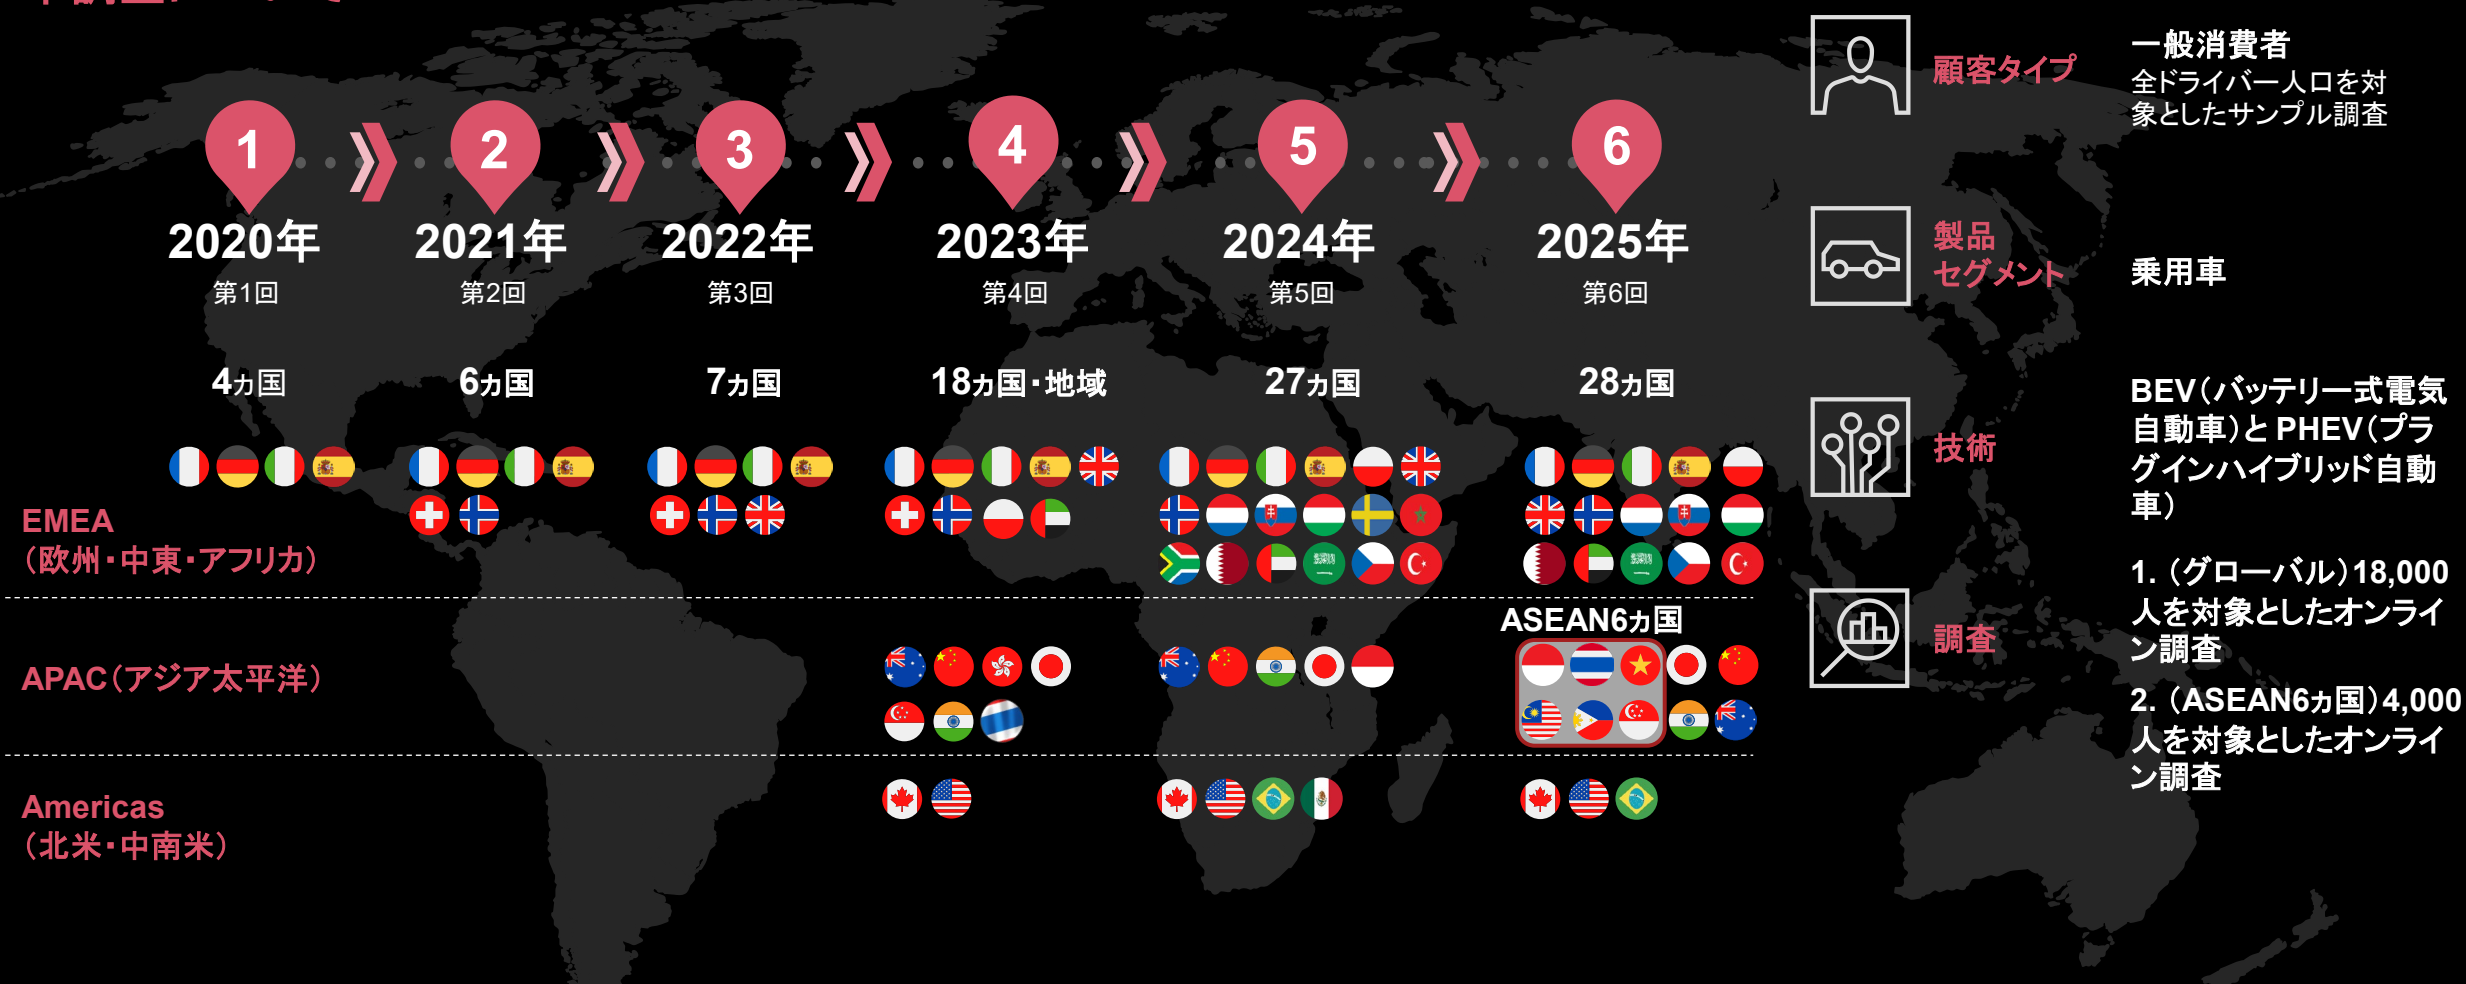 1
2
3
4
5
6
2020年
2021年
2022年
2023年
2024年
2025年
第1回
第2回
第3回
第4回
第5回
第6回
4カ国
6ヵ国
7ヵ国
18ヵ国・地域
27ヵ国
28ヵ国
EMEA
（欧州・中東・アフリカ）
ASEAN6ヵ国
APAC（アジア太平洋）
Americas
（北米・中南米）
顧客タイプ
一般消費者
全ドライバー人口を対
象としたサンプル調査
製品
セグメント
乗用車
技術
BEV（バッテリー式電気
自動車）と PHEV（プラ
グインハイブリッド自動
車）
調査
1. （グローバル）18,000
人を対象としたオンライ
ン調査
2. （ASEAN6ヵ国）4,000
人を対象としたオンライ
ン調査